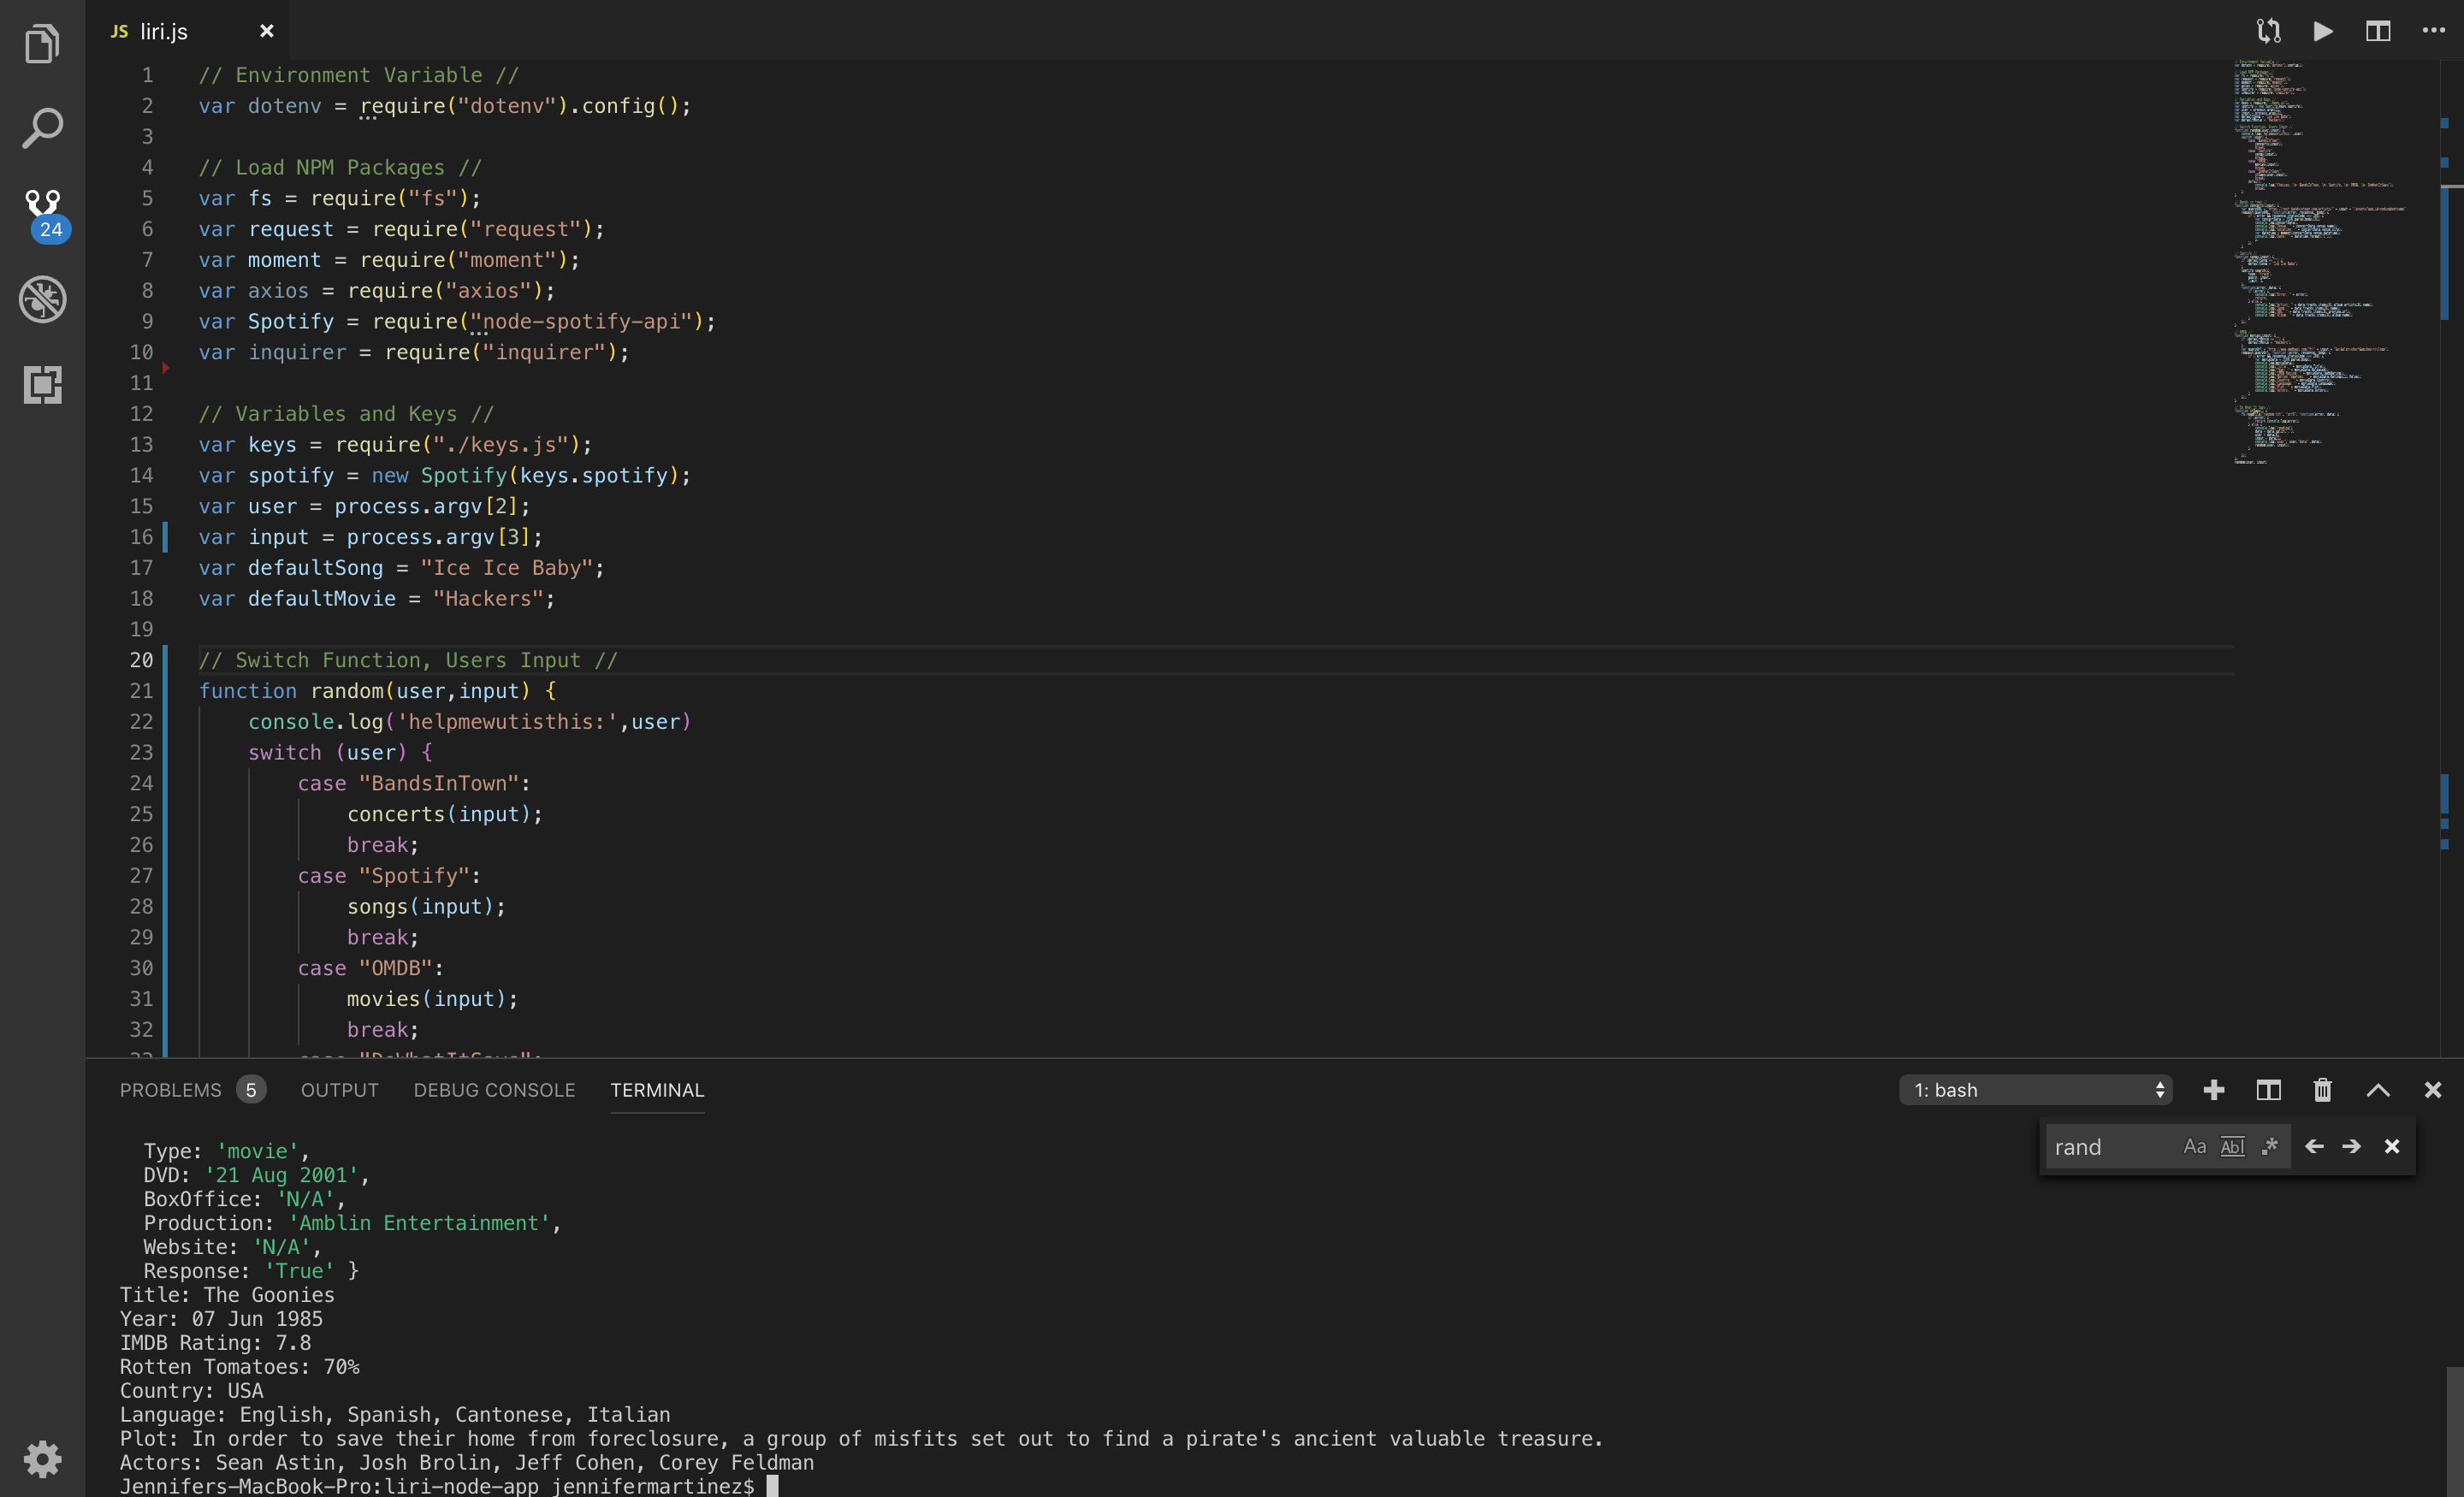 JS liri.js
1 // Environment Variable //
2 var dotenv = require("dotenv").config();
3
4 // Load NPM Packages //
5 var fs = require("fs");
6 var request = require("request");
7 var moment = require("moment");
8 var axios = require("axios");
9 var Spotify = require("node-spotify-api");
10 var inquirer = require("inquirer");
11
12 // Variables and Keys //
13 var keys = require("./keys.js");
14 var spotify = new Spotify(keys.spotify);
15 var user = process.argv[2];
16 var input = process.argv[3];
17 var defaultSong = "Ice Ice Baby";
18 var defaultMovie = "Hackers";
19
20 // Switch Function, Users Input //
21 function random(user,input) {
22 console.log('helpmewutisthis:',user)
23 switch (user) {
24 case "BandsInTown":
24
25 concerts(input);
26 break;
27 case "Spotify":
28 songs(input);
29 break;
30 case "OMDB":
31 movies(input);
32 break;
33 case "DoWhatItSays":
PROBLEMS 5 OUTPUT DEBUG CONSOLE TERMINAL 1: bash
rand Aa Abl .*
Type: 'movie',
DVD: '21 Aug 2001',
BoxOffice: 'N/A',
Production: 'Amblin Entertainment',
Website: 'N/A',
Response: 'True' }
Title: The Goonies
Year: 07 Jun 1985
IMDB Rating: 7.8
Rotten Tomatoes: 70%
Country: USA
Language: English, Spanish, Cantonese, Italian
Plot: In order to save their home from foreclosure, a group of misfits set out to find a pirate's ancient valuable treasure.
Actors: Sean Astin, Josh Brolin, Jeff Cohen, Corey Feldman
Jennifers-MacBook-Pro:liri-node-app jennifermartinez$